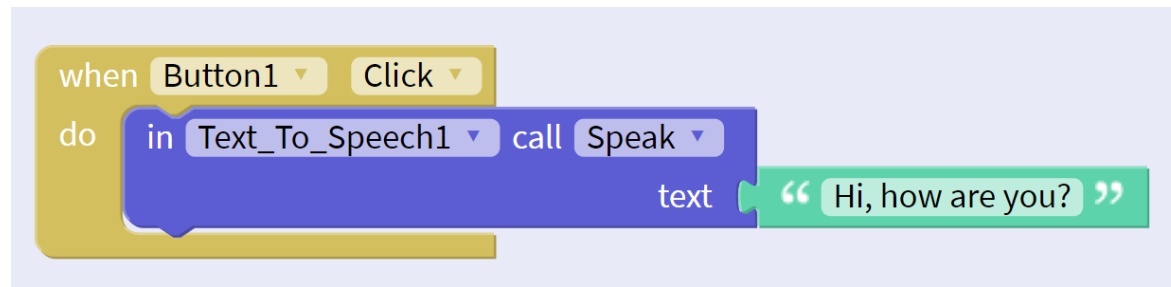 when Button1 Click
do in Text_To_Speech1 call Speak
text “ Hi, how are you? ”